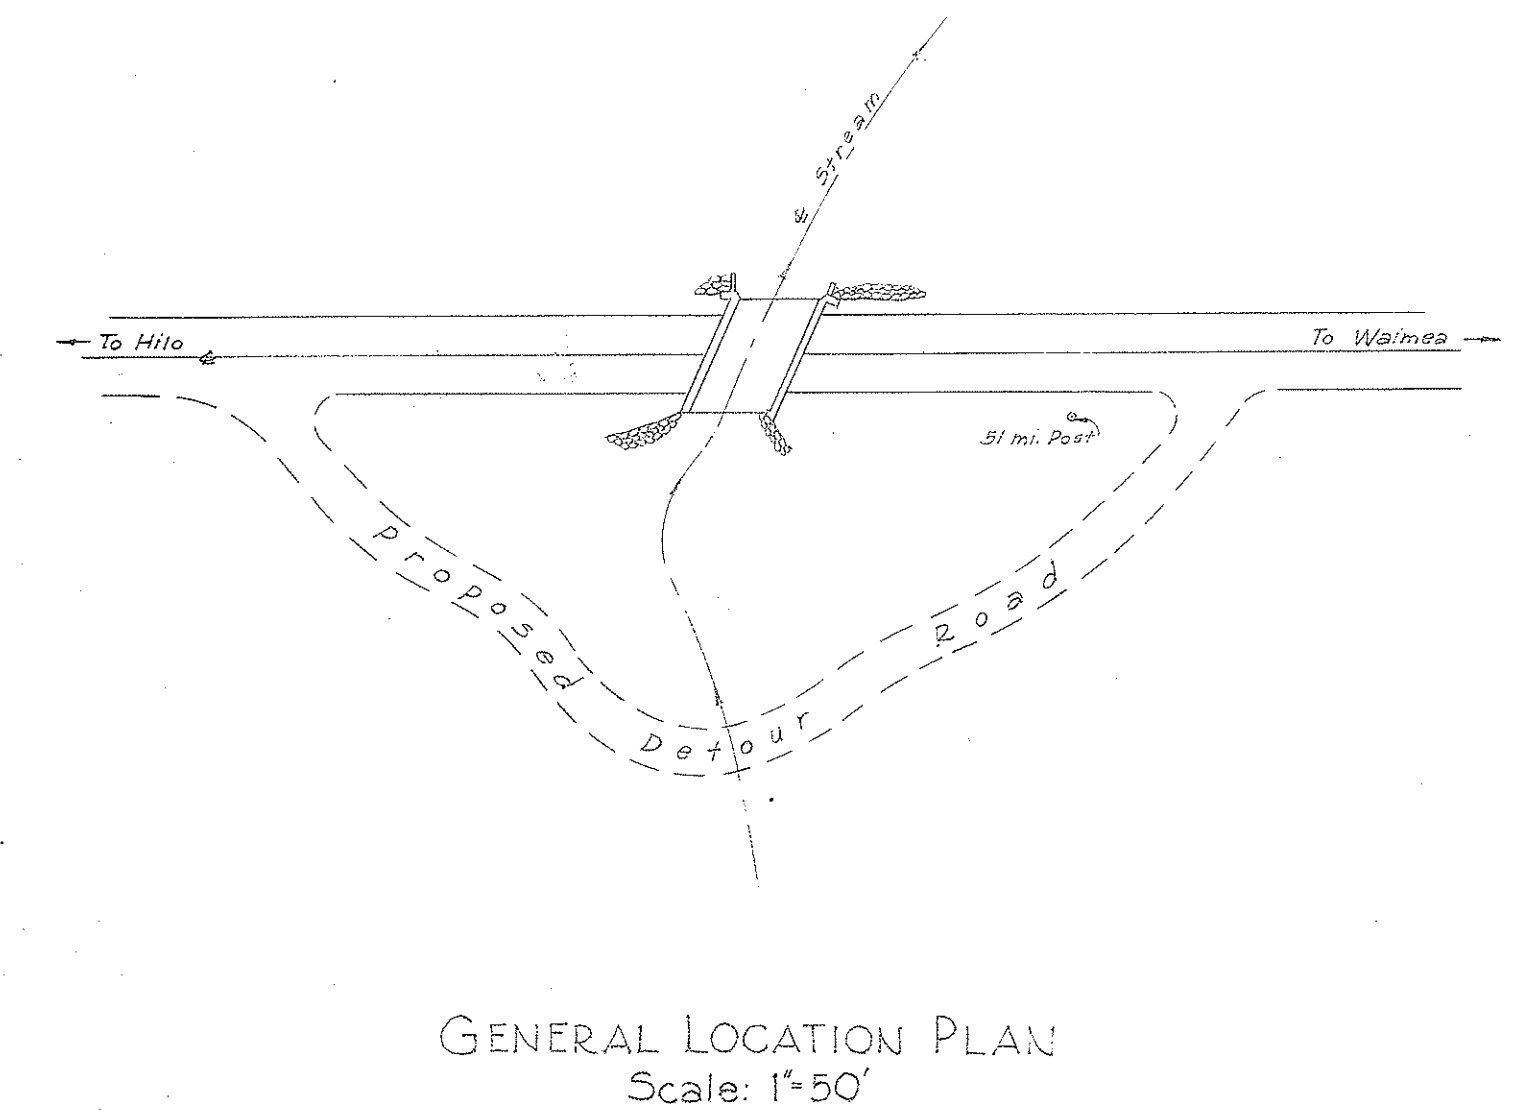 ℄ Stream
To Hilo
℄
To Waimea
51 mi. Post
Proposed
Detour
Road
GENERAL LOCATION PLAN
Scale: 1"=50'